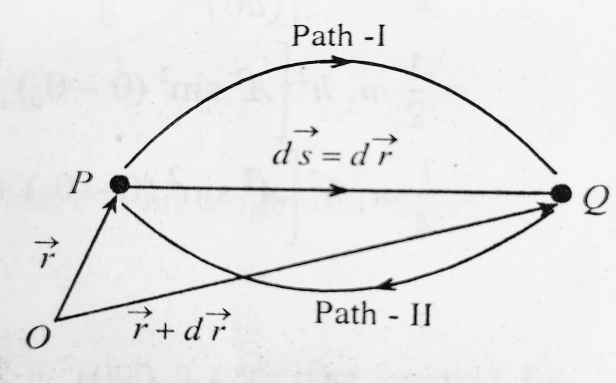 Path -I
d s⃗ = d r⃗
P
Q
r⃗
O
r⃗ + d r⃗
Path - II